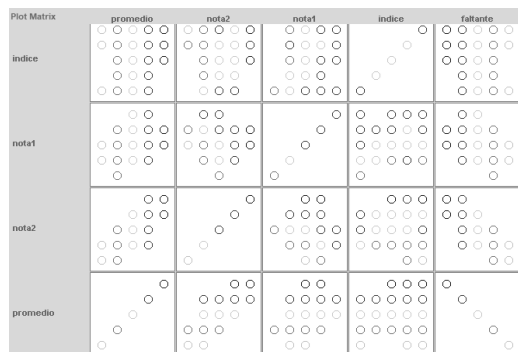 Plot Matrix
promedio nota2 nota1 indice faltante
indice
nota1
nota2
promedio